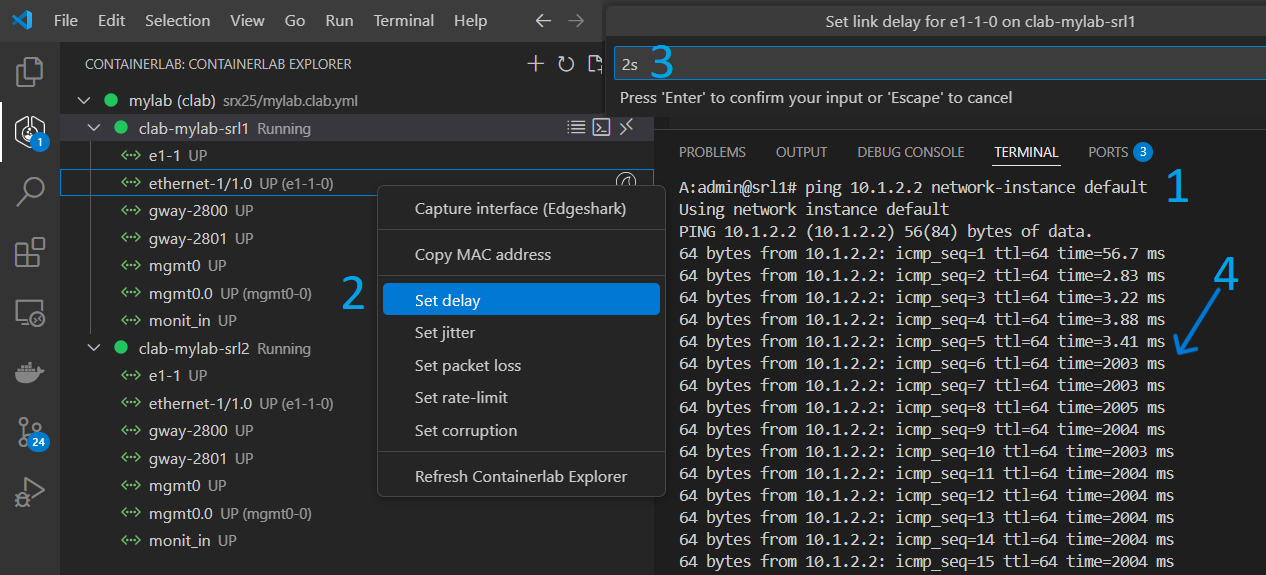 File Edit Selection View Go Run Terminal Help
CONTAINERLAB: CONTAINERLAB EXPLORER
mylab (clab) srx25/mylab.clab.yml
clab-mylab-srl1 Running
e1-1 UP
ethernet-1/1.0 UP (e1-1-0)
gway-2800 UP
gway-2801 UP
mgmt0 UP
mgmt0.0 UP (mgmt0-0)
monit_in UP
clab-mylab-srl2 Running
e1-1 UP
ethernet-1/1.0 UP (e1-1-0)
gway-2800 UP
gway-2801 UP
mgmt0 UP
mgmt0.0 UP (mgmt0-0)
monit_in UP
1
24
2
Capture interface (Edgeshark)
Copy MAC address
Set delay
Set jitter
Set packet loss
Set rate-limit
Set corruption
Refresh Containerlab Explorer
Set link delay for e1-1-0 on clab-mylab-srl1
2s 3
Press 'Enter' to confirm your input or 'Escape' to cancel
PROBLEMS OUTPUT DEBUG CONSOLE TERMINAL PORTS 3
1
A:admin@srl1# ping 10.1.2.2 network-instance default
Using network instance default
PING 10.1.2.2 (10.1.2.2) 56(84) bytes of data.
64 bytes from 10.1.2.2: icmp_seq=1 ttl=64 time=56.7 ms
64 bytes from 10.1.2.2: icmp_seq=2 ttl=64 time=2.83 ms
64 bytes from 10.1.2.2: icmp_seq=3 ttl=64 time=3.22 ms
64 bytes from 10.1.2.2: icmp_seq=4 ttl=64 time=3.88 ms
64 bytes from 10.1.2.2: icmp_seq=5 ttl=64 time=3.41 ms
64 bytes from 10.1.2.2: icmp_seq=6 ttl=64 time=2003 ms
64 bytes from 10.1.2.2: icmp_seq=7 ttl=64 time=2003 ms
64 bytes from 10.1.2.2: icmp_seq=8 ttl=64 time=2005 ms
64 bytes from 10.1.2.2: icmp_seq=9 ttl=64 time=2004 ms
64 bytes from 10.1.2.2: icmp_seq=10 ttl=64 time=2003 ms
64 bytes from 10.1.2.2: icmp_seq=11 ttl=64 time=2004 ms
64 bytes from 10.1.2.2: icmp_seq=12 ttl=64 time=2004 ms
64 bytes from 10.1.2.2: icmp_seq=13 ttl=64 time=2004 ms
64 bytes from 10.1.2.2: icmp_seq=14 ttl=64 time=2004 ms
64 bytes from 10.1.2.2: icmp_seq=15 ttl=64 time=2004 ms
4